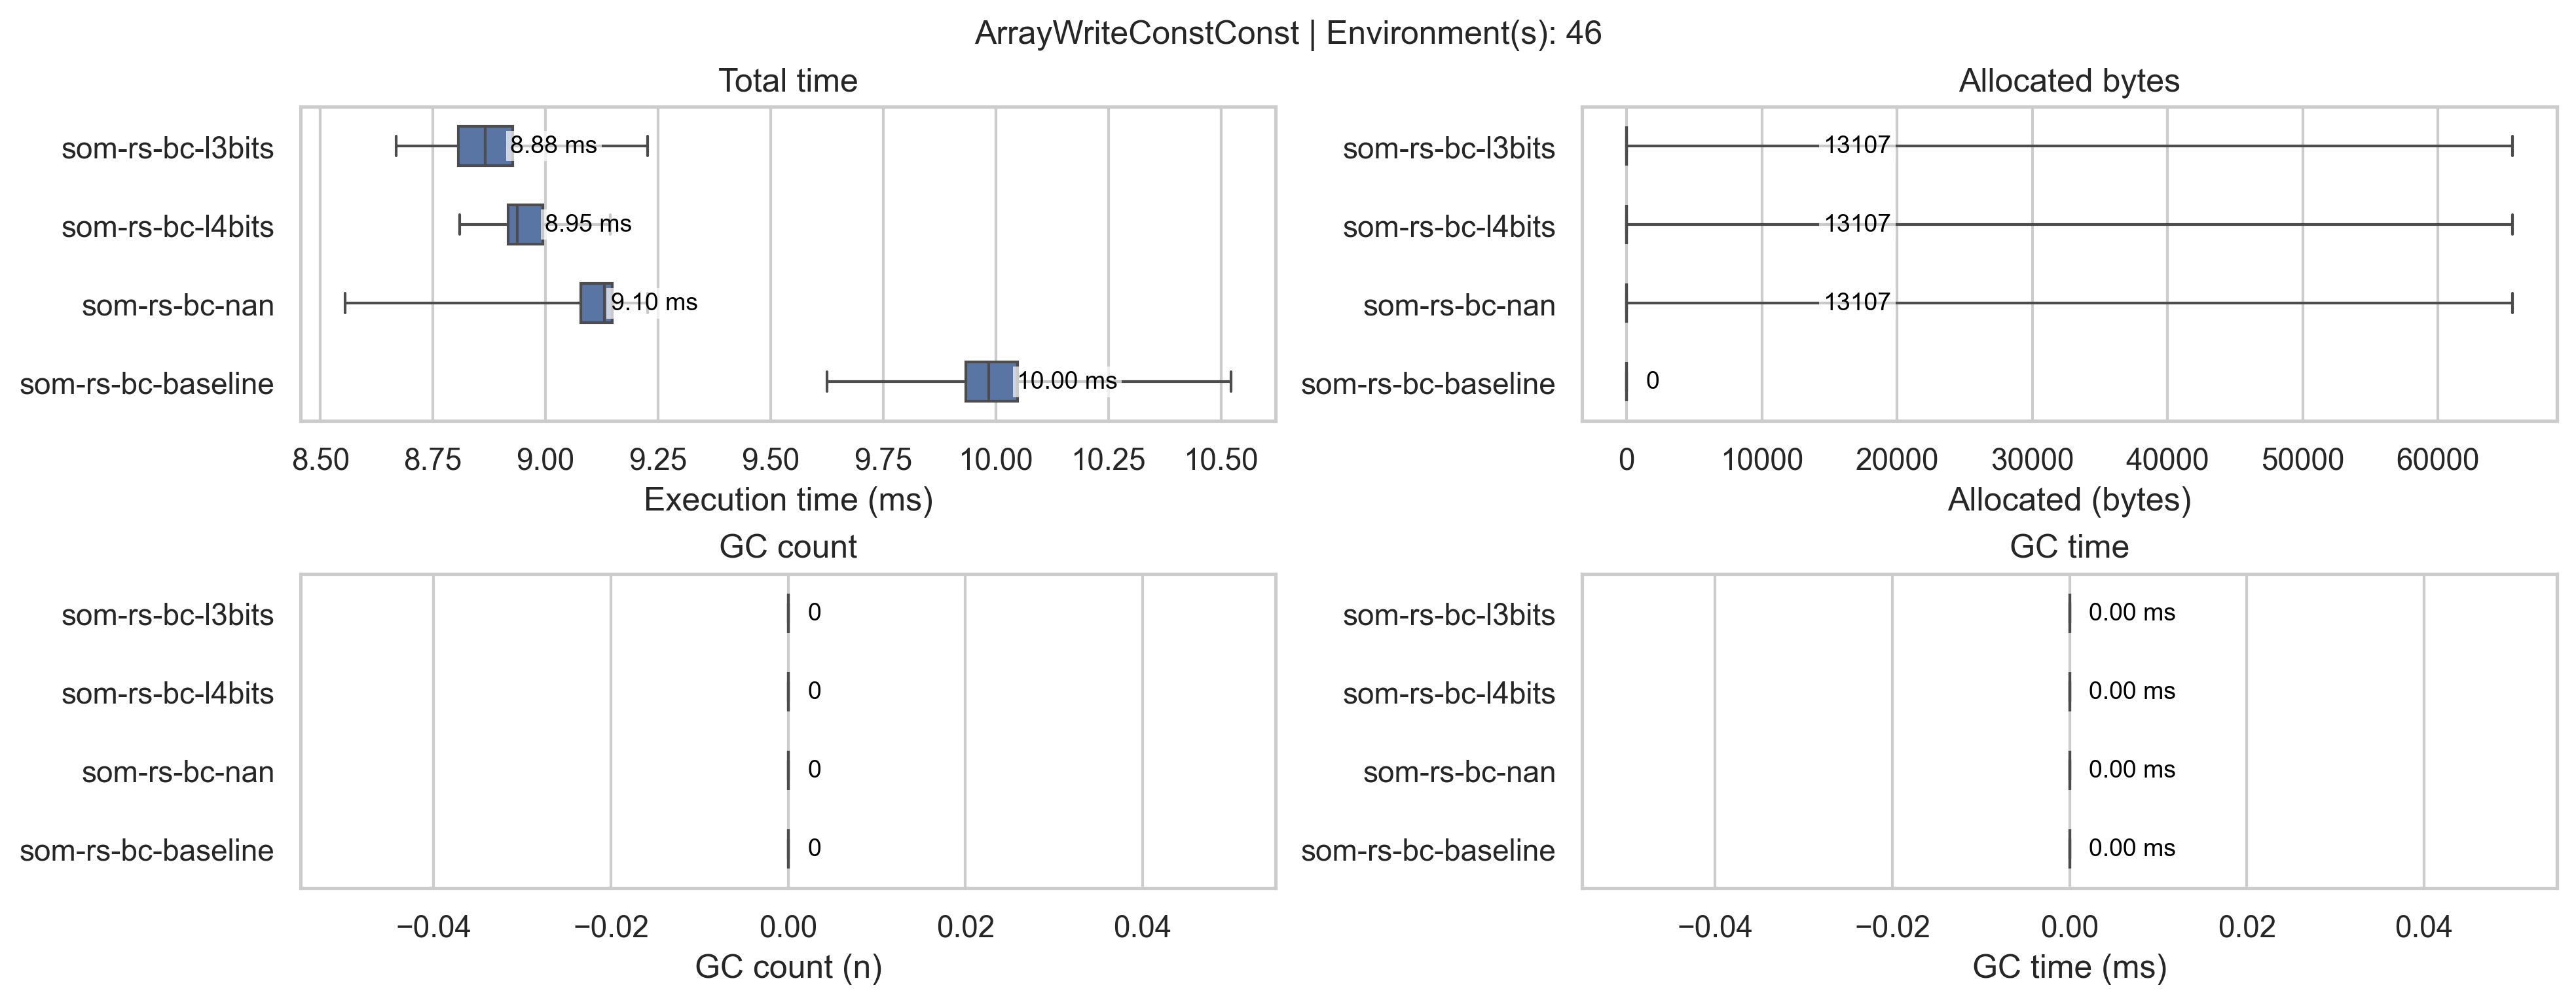 ArrayWriteConstConst | Environment(s): 46
Total time
som-rs-bc-l3bits
8.88 ms
som-rs-bc-l4bits
8.95 ms
som-rs-bc-nan
9.10 ms
som-rs-bc-baseline
10.00 ms
8.50 8.75 9.00 9.25 9.50 9.75 10.00 10.25 10.50
Execution time (ms)
Allocated bytes
som-rs-bc-l3bits
13107
som-rs-bc-l4bits
13107
som-rs-bc-nan
13107
som-rs-bc-baseline
0
0 10000 20000 30000 40000 50000 60000
Allocated (bytes)
GC count
som-rs-bc-l3bits
0
som-rs-bc-l4bits
0
som-rs-bc-nan
0
som-rs-bc-baseline
0
−0.04 −0.02 0.00 0.02 0.04
GC count (n)
GC time
som-rs-bc-l3bits
0.00 ms
som-rs-bc-l4bits
0.00 ms
som-rs-bc-nan
0.00 ms
som-rs-bc-baseline
0.00 ms
−0.04 −0.02 0.00 0.02 0.04
GC time (ms)